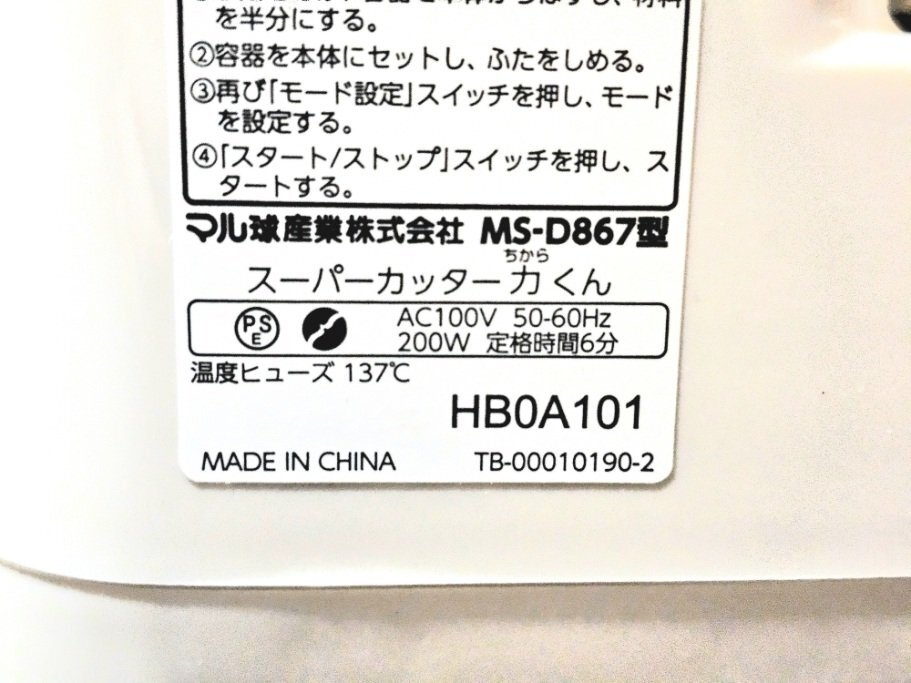 を半分にする。
②容器を本体にセットし、ふたをしめる。
③再び「モード設定」スイッチを押し、モード
を設定する。
④「スタート/ストップ」スイッチを押し、ス
タートする。
マル球産業株式会社 MS-D867型
ちから
スーパーカッター力くん
PSE AC100V 50-60Hz
200W 定格時間6分
温度ヒューズ 137℃
HB0A101
MADE IN CHINA TB-00010190-2